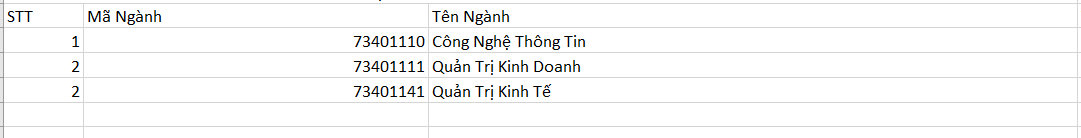 STT Mã Ngành Tên Ngành
1 73401110 Công Nghệ Thông Tin
2 73401111 Quản Trị Kinh Doanh
2 73401141 Quản Trị Kinh Tế